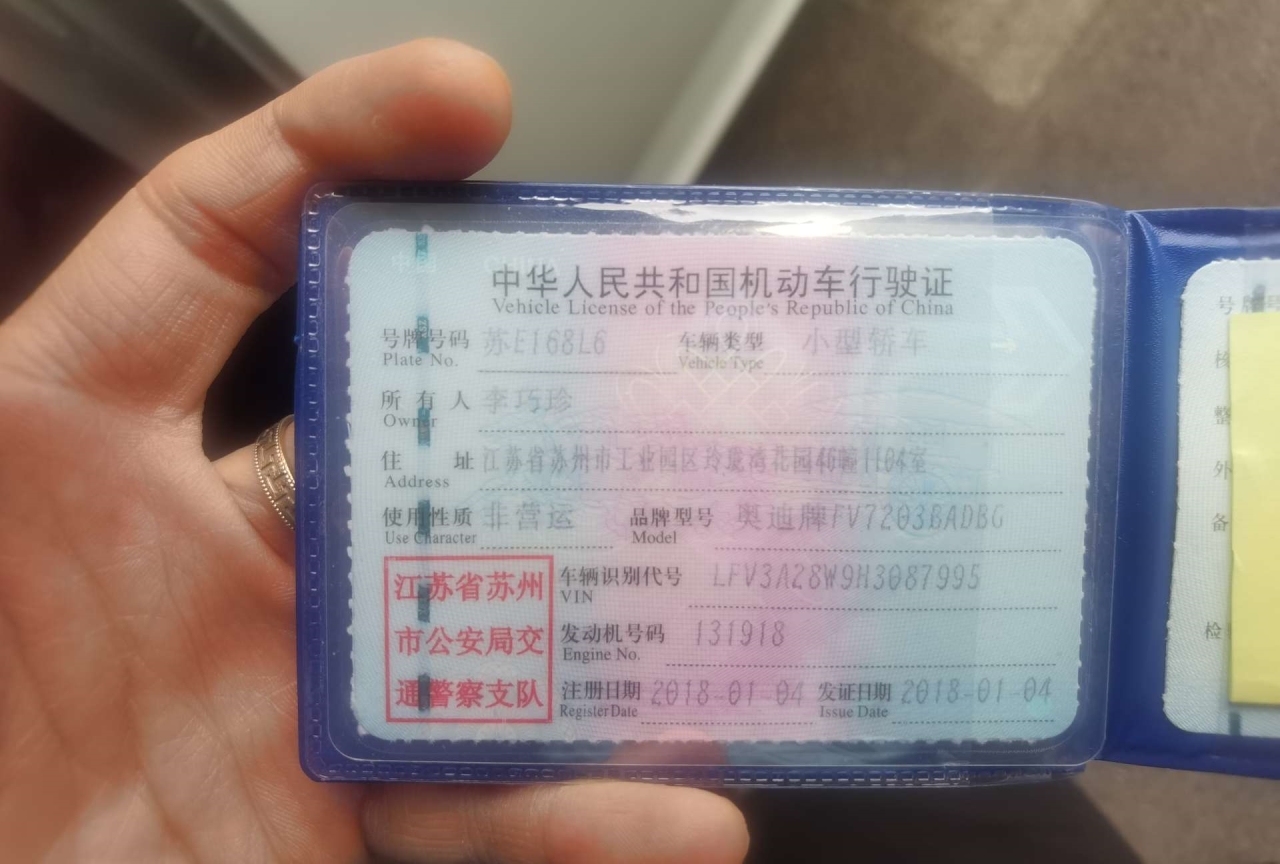 中华人民共和国机动车行驶证
Vehicle License of the People's Republic of China
号牌号码 苏E168L6 车辆类型 小型轿车
Plate No. Vehicle Type
所有人 李巧珍
Owner
住址 江苏省苏州市工业园区玲珑湾花园46幢1104室
Address
使用性质 非营运 品牌型号 奥迪牌FV7203BADBG
Use Character Model
江苏省苏州
市公安局交
通警察支队
车辆识别代号 LFV3A28W9H3087995
VIN
发动机号码 131918
Engine No.
注册日期 2018-01-04 发证日期 2018-01-04
Register Date Issue Date
号牌
整
外
备
检